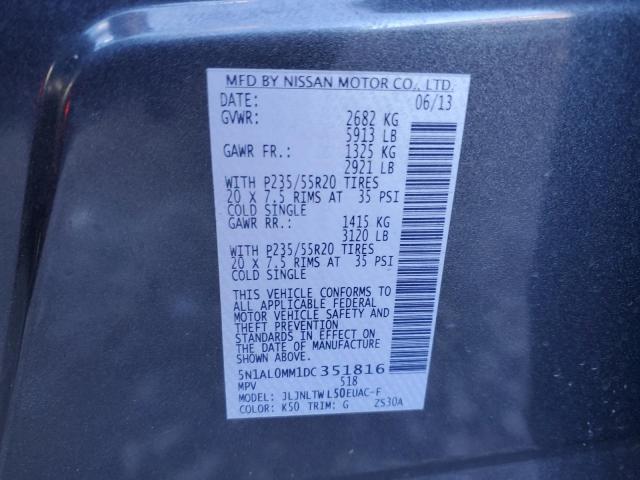 MFD BY NISSAN MOTOR CO., LTD.
DATE: 06/13
GVWR: 2682 KG
5913 LB
GAWR FR.: 1325 KG
2921 LB
WITH P235/55R20 TIRES
20 X 7.5 RIMS AT 35 PSI
COLD SINGLE
GAWR RR.: 1415 KG
3120 LB
WITH P235/55R20 TIRES
20 X 7.5 RIMS AT 35 PSI
COLD SINGLE
THIS VEHICLE CONFORMS TO
ALL APPLICABLE FEDERAL
MOTOR VEHICLE SAFETY AND
THEFT PREVENTION
STANDARDS IN EFFECT ON THE
DATE OF MANUFACTURE
SHOWN ABOVE.
5N1AL0MM1DC351816
MPV 518
MODEL: JLJNLTWL50EUAC-F
COLOR: K50 TRIM: G ZS30A